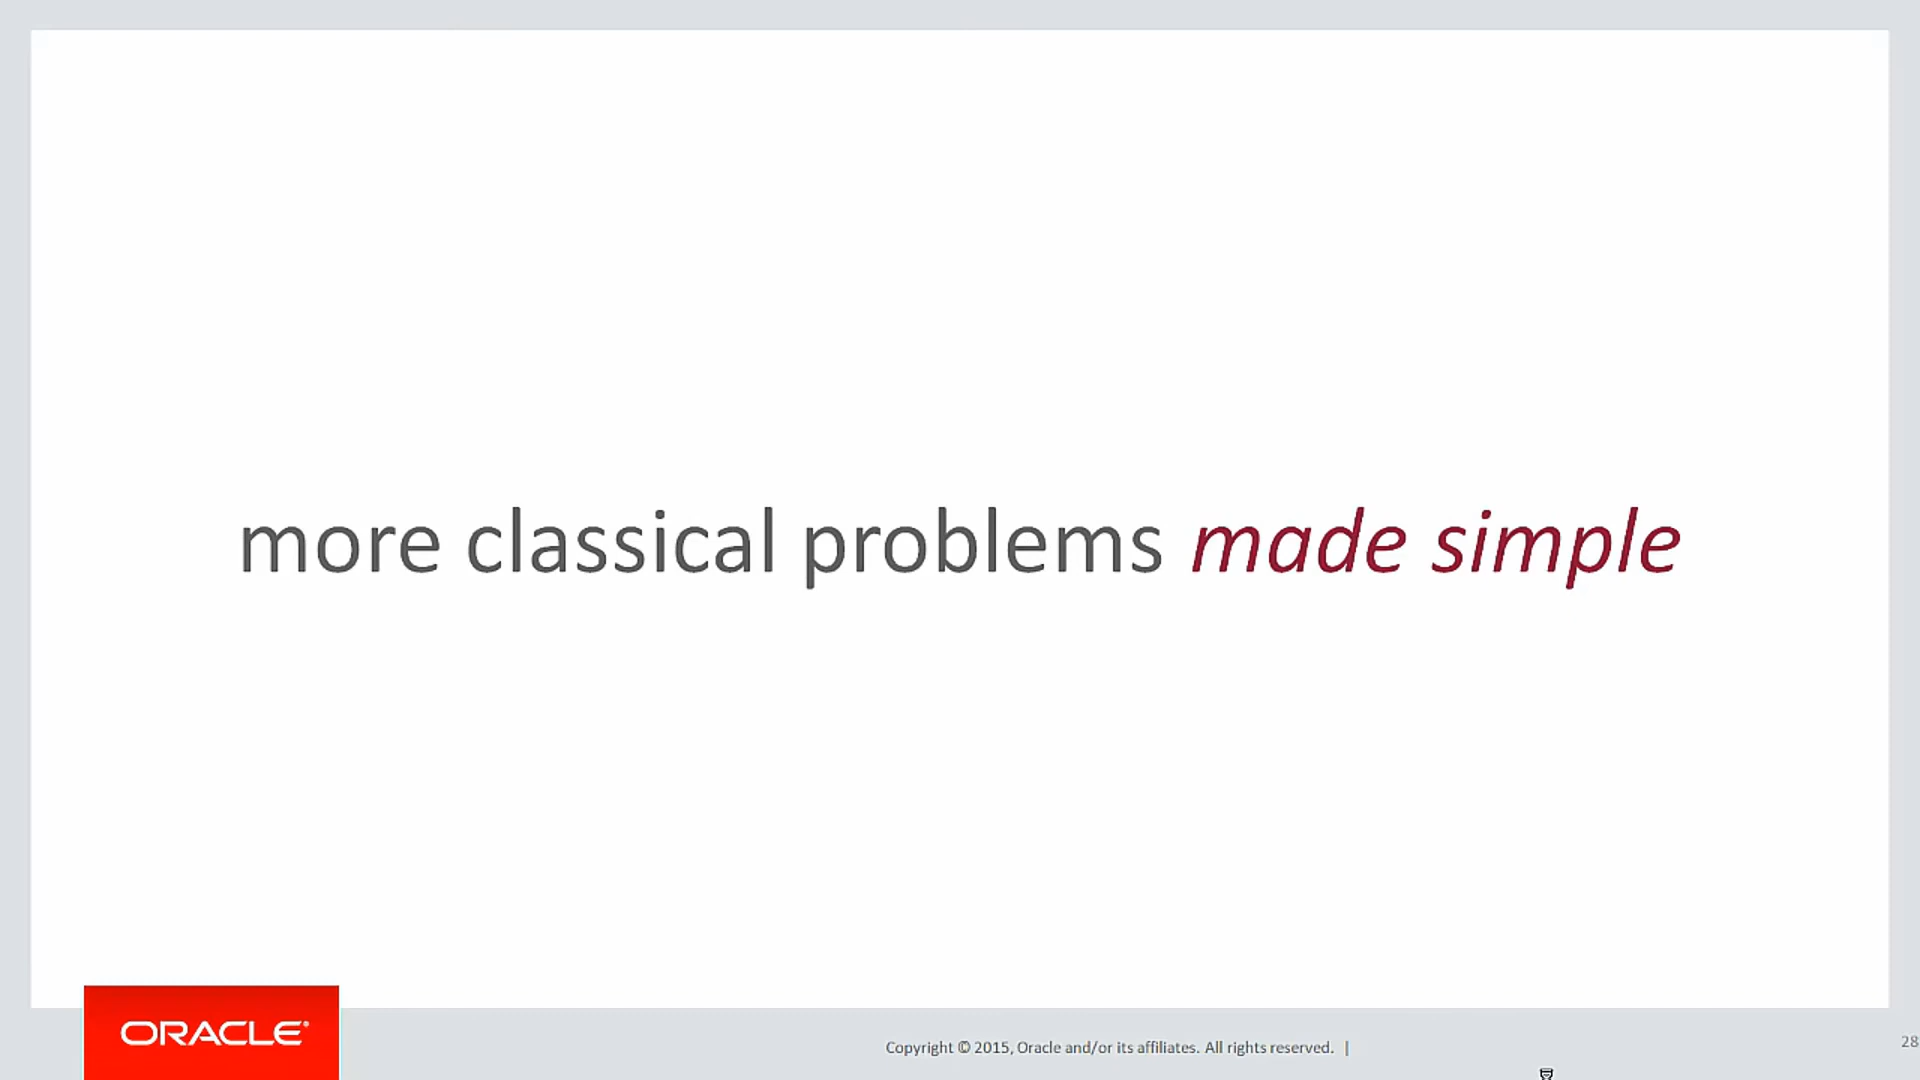 more classical problems made simple
ORACLE®
Copyright © 2015, Oracle and/or its affiliates. All rights reserved. |
28